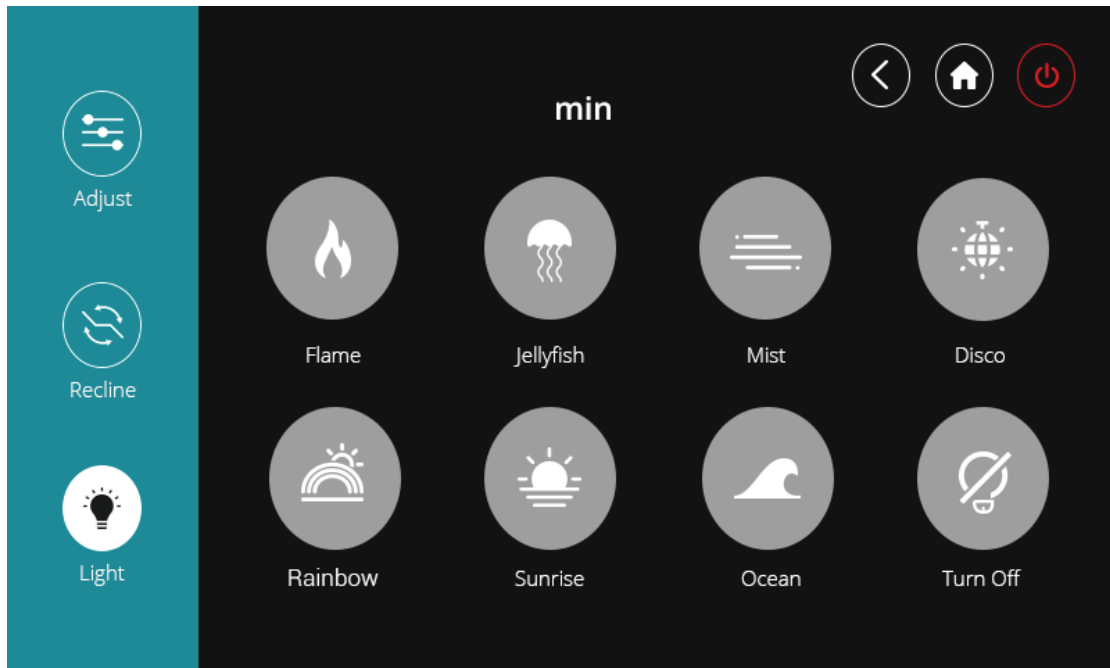 min
Adjust
Flame Jellyfish Mist Disco
Recline
Rainbow Sunrise Ocean Turn Off
Light